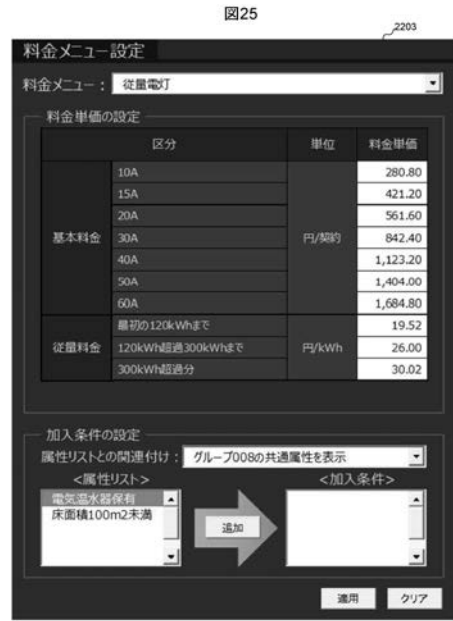 図25
2203
料金メニュー設定
料金メニュー： 従量電灯
料金単価の設定
区分 単位 料金単価
基本料金 円/契約
10A 280.80
15A 421.20
20A 561.60
30A 842.40
40A 1,123.20
50A 1,404.00
60A 1,684.80
従量料金 円/kWh
最初の120kWhまで 19.52
120kWh超過300kWhまで 26.00
300kWh超過分 30.02
加入条件の設定
属性リストとの関連付け： グループ008の共通属性を表示
<属性リスト> <加入条件>
電気温水器保有
床面積100m2未満
追加
適用 クリア